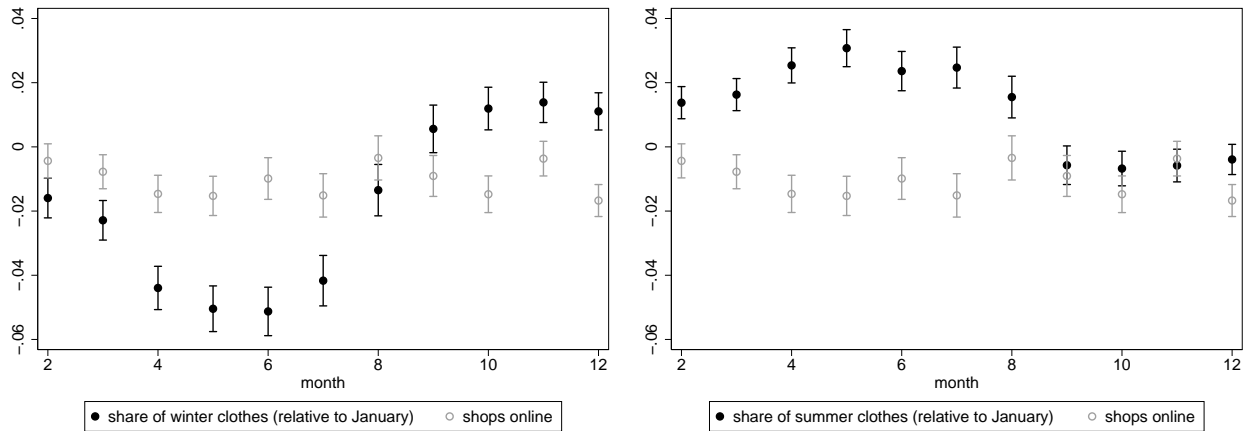 .04
.02
0
-.02
-.04
-.06
2 4 6 8 10 12
month
share of winter clothes (relative to January) shops online
.04
.02
0
-.02
-.04
-.06
2 4 6 8 10 12
month
share of summer clothes (relative to January) shops online